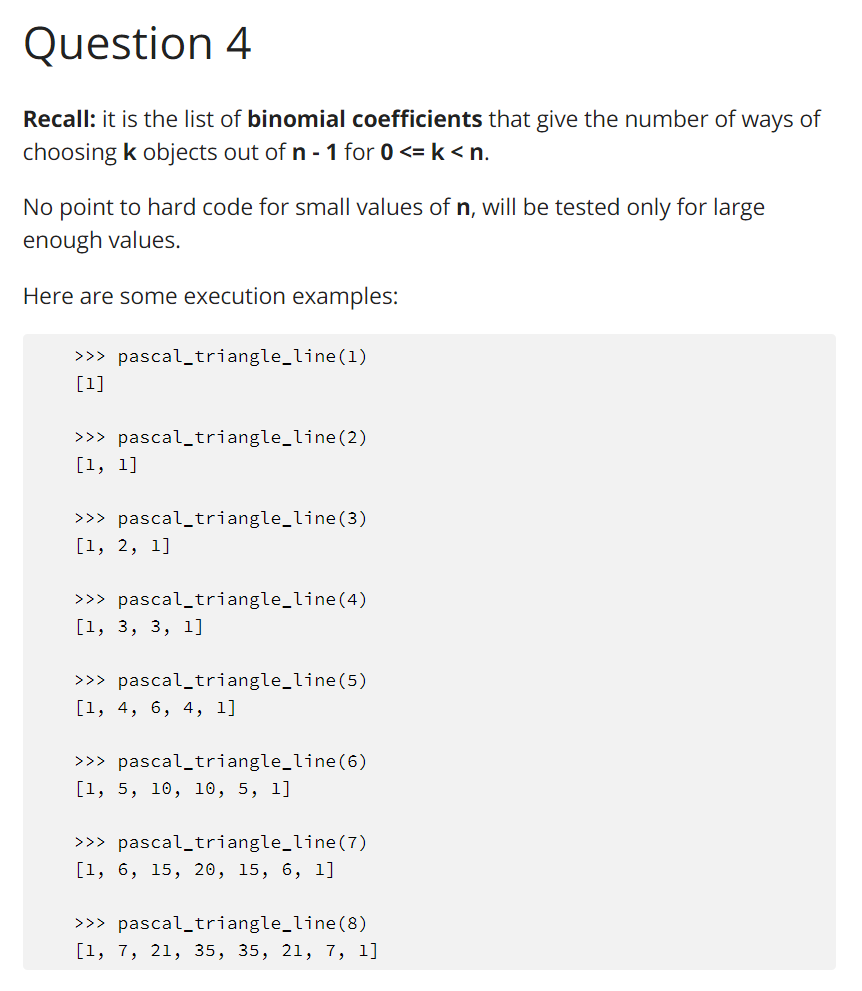 Question 4
Recall: it is the list of binomial coefficients that give the number of ways of
choosing k objects out of n - 1 for 0 <= k < n.
No point to hard code for small values of n, will be tested only for large
enough values.
Here are some execution examples:
>>> pascal_triangle_line(1)
[1]
>>> pascal_triangle_line(2)
[1, 1]
>>> pascal_triangle_line(3)
[1, 2, 1]
>>> pascal_triangle_line(4)
[1, 3, 3, 1]
>>> pascal_triangle_line(5)
[1, 4, 6, 4, 1]
>>> pascal_triangle_line(6)
[1, 5, 10, 10, 5, 1]
>>> pascal_triangle_line(7)
[1, 6, 15, 20, 15, 6, 1]
>>> pascal_triangle_line(8)
[1, 7, 21, 35, 35, 21, 7, 1]